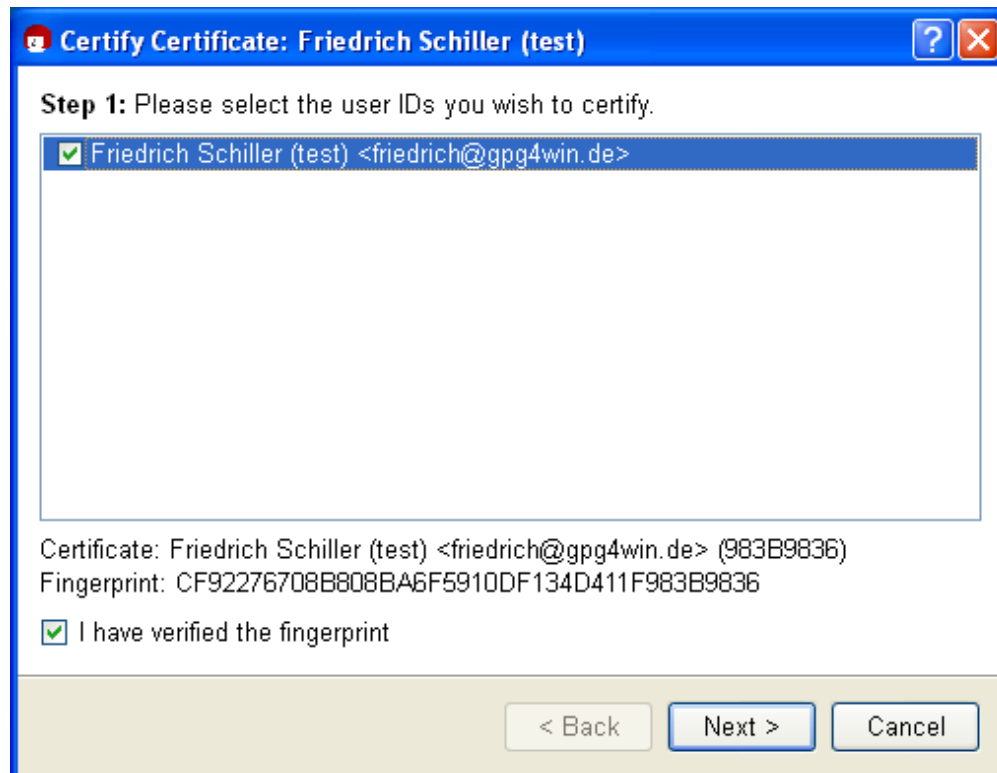 Certify Certificate: Friedrich Schiller (test)
Step 1: Please select the user IDs you wish to certify.
Friedrich Schiller (test) <friedrich@gpg4win.de>
Certificate: Friedrich Schiller (test) <friedrich@gpg4win.de> (983B9836)
Fingerprint: CF92276708B808BA6F5910DF134D411F983B9836
I have verified the fingerprint
< Back Next > Cancel